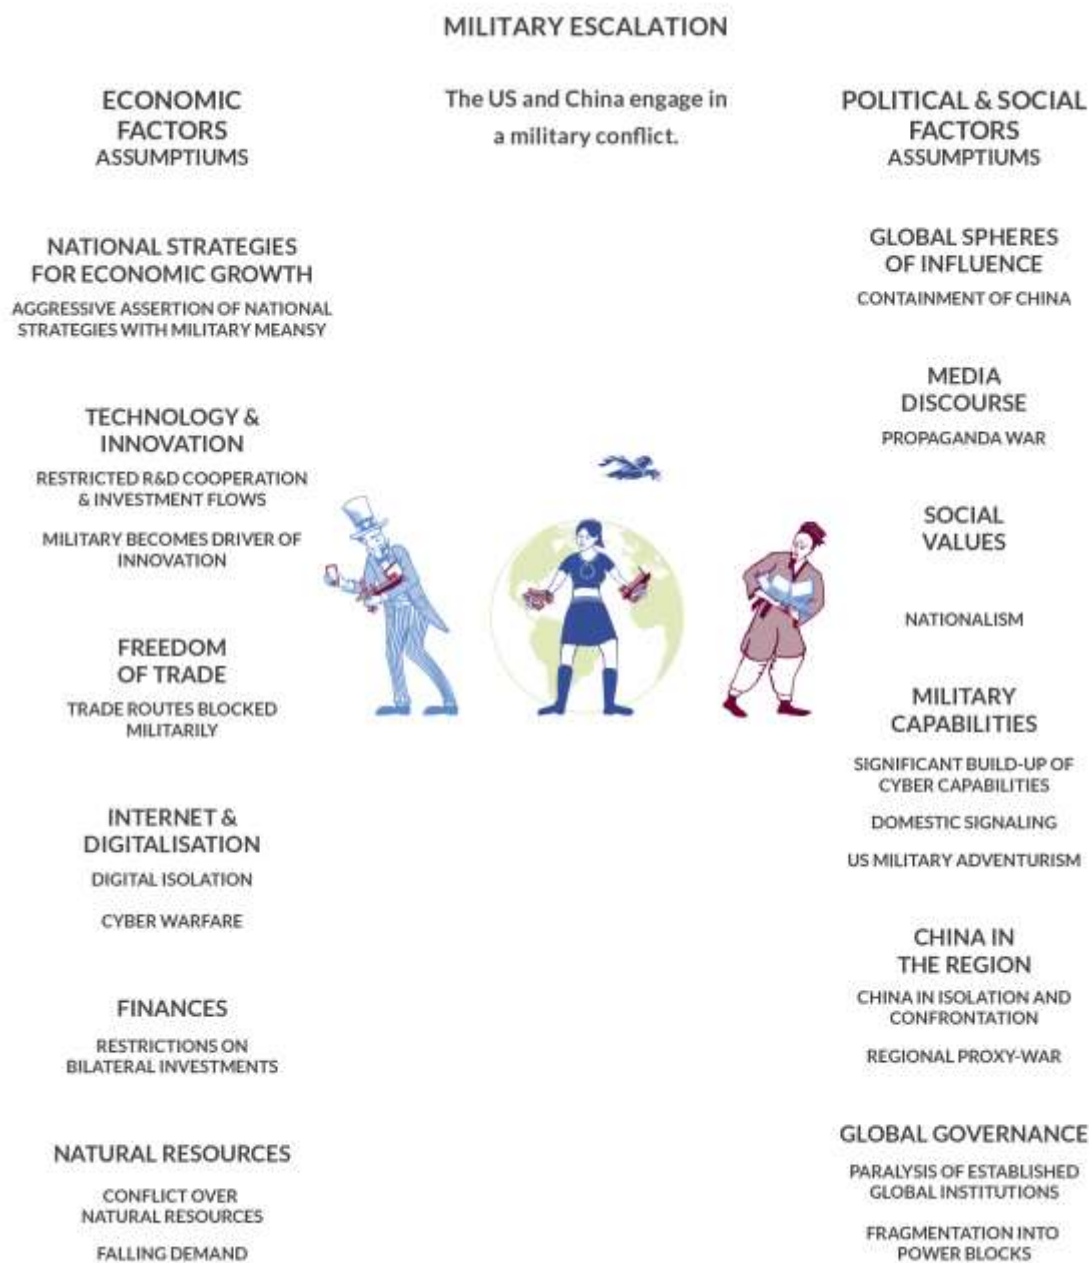 MILITARY ESCALATION
The US and China engage in
a military conflict.
ECONOMIC
FACTORS
ASSUMPTIUMS
NATIONAL STRATEGIES
FOR ECONOMIC GROWTH
AGGRESSIVE ASSERTION OF NATIONAL
STRATEGIES WITH MILITARY MEANSY
TECHNOLOGY &
INNOVATION
RESTRICTED R&D COOPERATION
& INVESTMENT FLOWS
MILITARY BECOMES DRIVER OF
INNOVATION
FREEDOM
OF TRADE
TRADE ROUTES BLOCKED
MILITARILY
INTERNET &
DIGITALISATION
DIGITAL ISOLATION
CYBER WARFARE
FINANCES
RESTRICTIONS ON
BILATERAL INVESTMENTS
NATURAL RESOURCES
CONFLICT OVER
NATURAL RESOURCES
FALLING DEMAND
POLITICAL & SOCIAL
FACTORS
ASSUMPTIUMS
GLOBAL SPHERES
OF INFLUENCE
CONTAINMENT OF CHINA
MEDIA
DISCOURSE
PROPAGANDA WAR
SOCIAL
VALUES
NATIONALISM
MILITARY
CAPABILITIES
SIGNIFICANT BUILD-UP OF
CYBER CAPABILITIES
DOMESTIC SIGNALING
US MILITARY ADVENTURISM
CHINA IN
THE REGION
CHINA IN ISOLATION AND
CONFRONTATION
REGIONAL PROXY-WAR
GLOBAL GOVERNANCE
PARALYSIS OF ESTABLISHED
GLOBAL INSTITUTIONS
FRAGMENTATION INTO
POWER BLOCKS